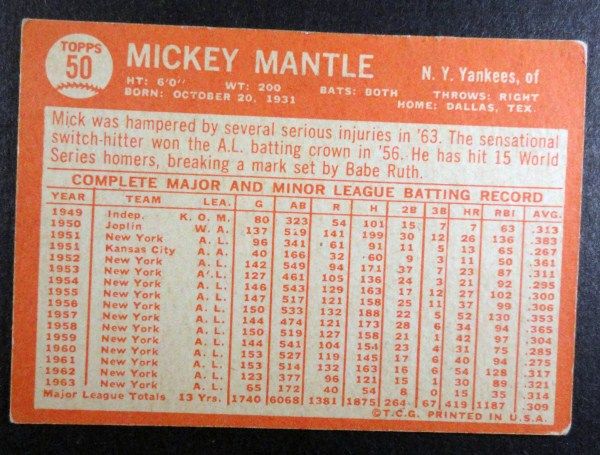 TOPPS
50
MICKEY MANTLE
N. Y. Yankees, of
HT: 6'0" WT: 200 BATS: BOTH THROWS: RIGHT
BORN: OCTOBER 20, 1931 HOME: DALLAS, TEX.
Mick was hampered by several serious injuries in '63. The sensational
switch-hitter won the A.L. batting crown in '56. He has hit 15 World
Series homers, breaking a mark set by Babe Ruth.
COMPLETE MAJOR AND MINOR LEAGUE BATTING RECORD
YEAR TEAM LEA. G AB R H 2B 3B HR RBI AVG.
1949 Indep. K. O. M. 80 323 54 101 15 7 7 63 .313
1950 Joplin W. A. 137 519 141 199 30 12 26 136 .383
1951 New York A. L. 96 341 61 91 11 5 13 65 .267
1951 Kansas City A. A. 40 166 32 60 9 3 11 50 .361
1952 New York A. L. 142 549 94 171 37 7 23 87 .311
1953 New York A. L. 127 461 105 136 24 3 21 92 .295
1954 New York A. L. 146 543 129 163 17 12 27 102 .300
1955 New York A. L. 147 517 121 158 25 11 37 99 .306
1956 New York A. L. 150 533 132 188 22 5 52 130 .353
1957 New York A. L. 144 474 121 173 28 6 34 94 .365
1958 New York A. L. 150 519 127 158 21 1 42 97 .304
1959 New York A. L. 144 541 104 154 23 4 31 75 .285
1960 New York A. L. 153 527 119 145 17 6 40 94 .275
1961 New York A. L. 153 514 132 163 16 6 54 128 .317
1962 New York A. L. 123 377 96 121 15 1 30 89 .321
1963 New York A. L. 65 172 40 54 8 0 15 35 .314
Major League Totals 13 Yrs. 1740 6068 1381 1875 264 67 419 1187 .309
©T.C.G. PRINTED IN U.S.A.